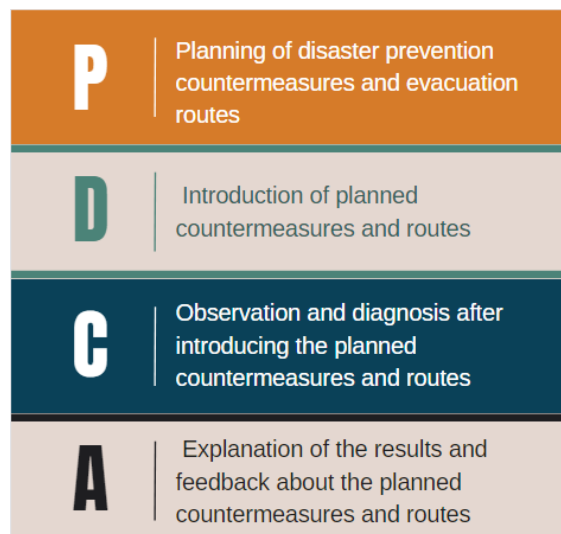 P
Planning of disaster prevention
countermeasures and evacuation
routes
D
Introduction of planned
countermeasures and routes
C
Observation and diagnosis after
introducing the planned
countermeasures and routes
A
Explanation of the results and
feedback about the planned
countermeasures and routes